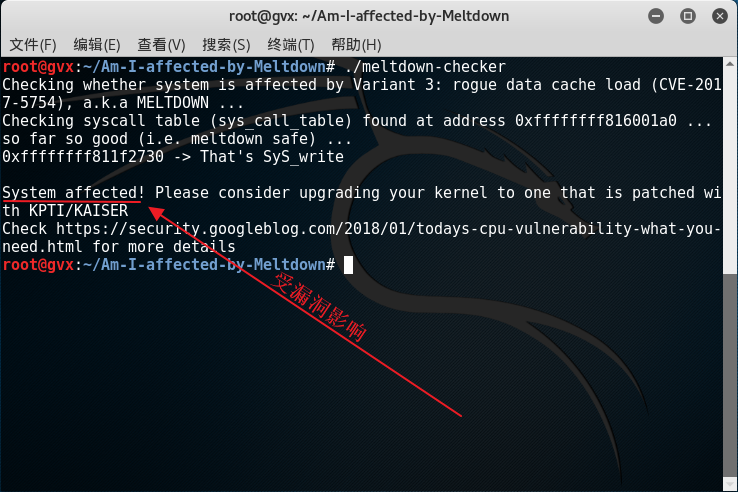 root@gvx: ~/Am-I-affected-by-Meltdown
文件(F) 编辑(E) 查看(V) 搜索(S) 终端(T) 帮助(H)
root@gvx:~/Am-I-affected-by-Meltdown# ./meltdown-checker
Checking whether system is affected by Variant 3: rogue data cache load (CVE-201
7-5754), a.k.a MELTDOWN ...
Checking syscall table (sys_call_table) found at address 0xffffffff816001a0 ...
so far so good (i.e. meltdown safe) ...
0xffffffff811f2730 -> That's SyS_write
System affected! Please consider upgrading your kernel to one that is patched wi
th KPTI/KAISER
Check https://security.googleblog.com/2018/01/todays-cpu-vulnerability-what-you-
need.html for more details
root@gvx:~/Am-I-affected-by-Meltdown#
受漏洞影响